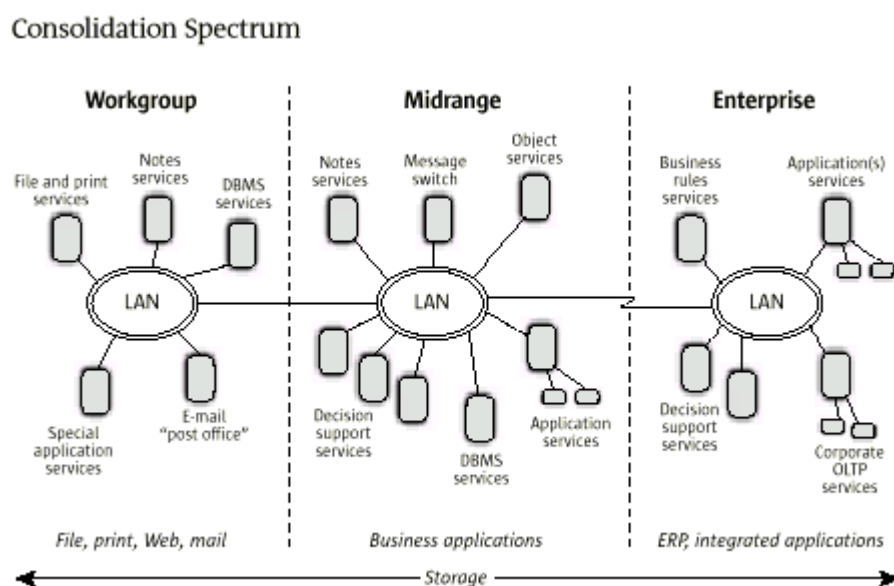 Consolidation Spectrum
Workgroup
Midrange
Enterprise
File and print
services
Notes
services
DBMS
services
LAN
Special
application
services
E-mail
“post office”
Notes
services
Message
switch
Object
services
LAN
Decision
support
services
DBMS
services
Application
services
Business
rules
services
Application(s)
services
LAN
Decision
support
services
Corporate
OLTP
services
File, print, Web, mail
Business applications
ERP, integrated applications
Storage